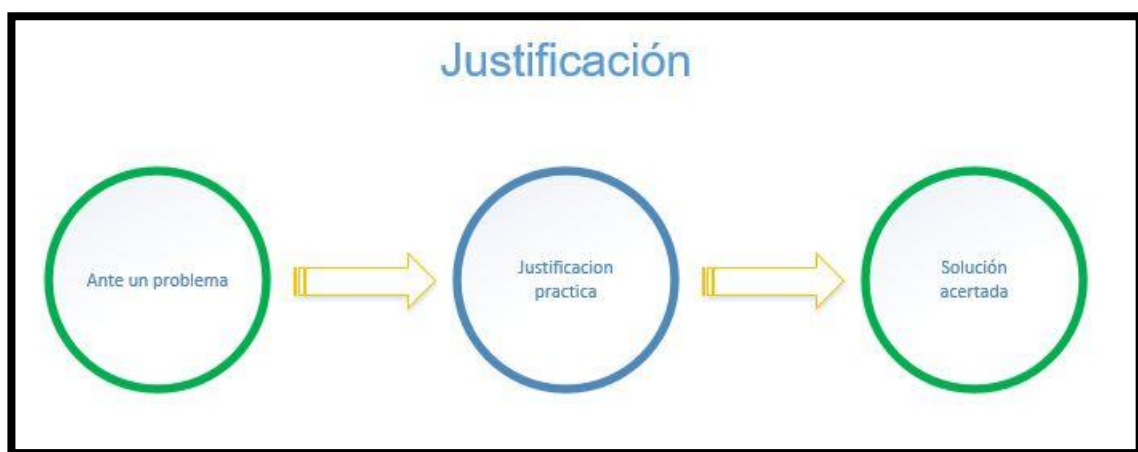 Justificación
Ante un problema
Justificacion
practica
Solución
acertada